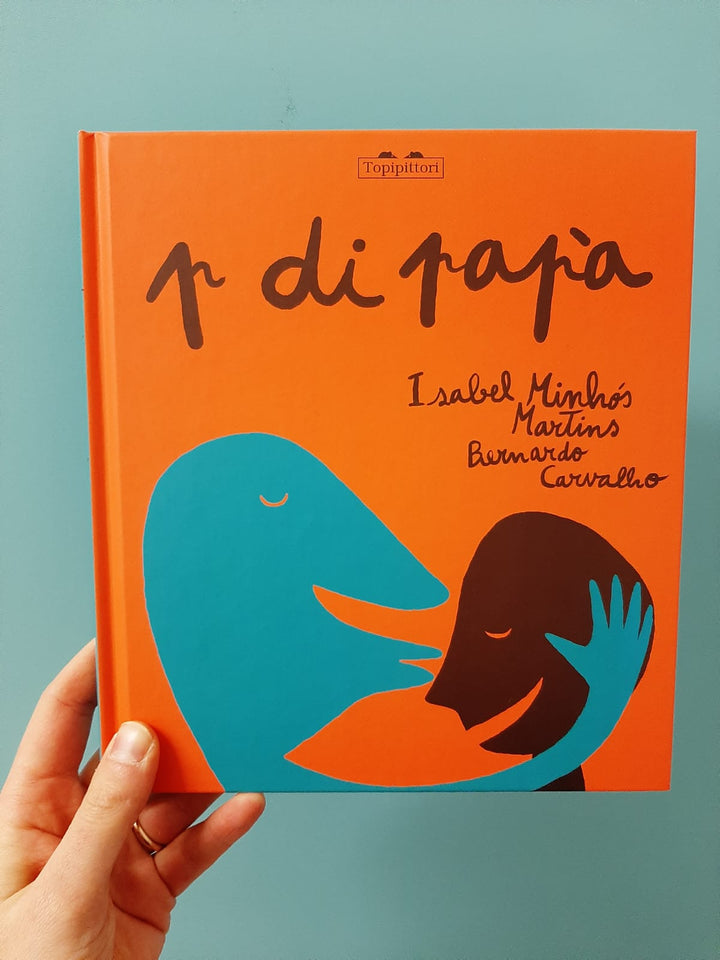 Topipittori
p di papà
Isabel Minhós
Martins
Bernardo
Carvalho